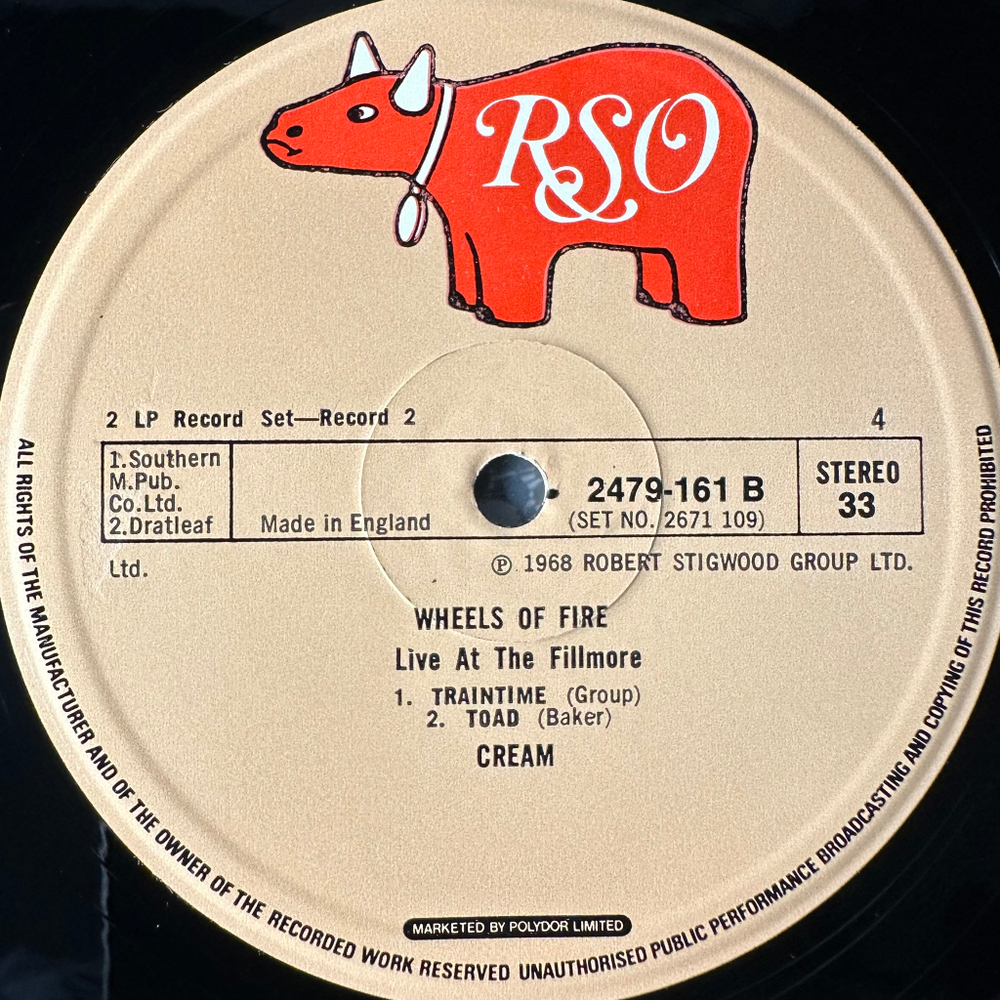 RSO
2 LP Record Set—Record 2
4
1.Southern
M.Pub.
Co.Ltd.
2.Dratleaf
Ltd.
Made in England
2479-161 B
(SET NO. 2671 109)
STEREO
33
℗ 1968 ROBERT STIGWOOD GROUP LTD.
WHEELS OF FIRE
Live At The Fillmore
1. TRAINTIME (Group)
2. TOAD (Baker)
CREAM
MARKETED BY POLYDOR LIMITED
ALL RIGHTS OF THE MANUFACTURER AND OF THE OWNER OF THE RECORDED WORK RESERVED UNAUTHORISED PUBLIC PERFORMANCE BROADCASTING AND COPYING OF THIS RECORD PROHIBITED